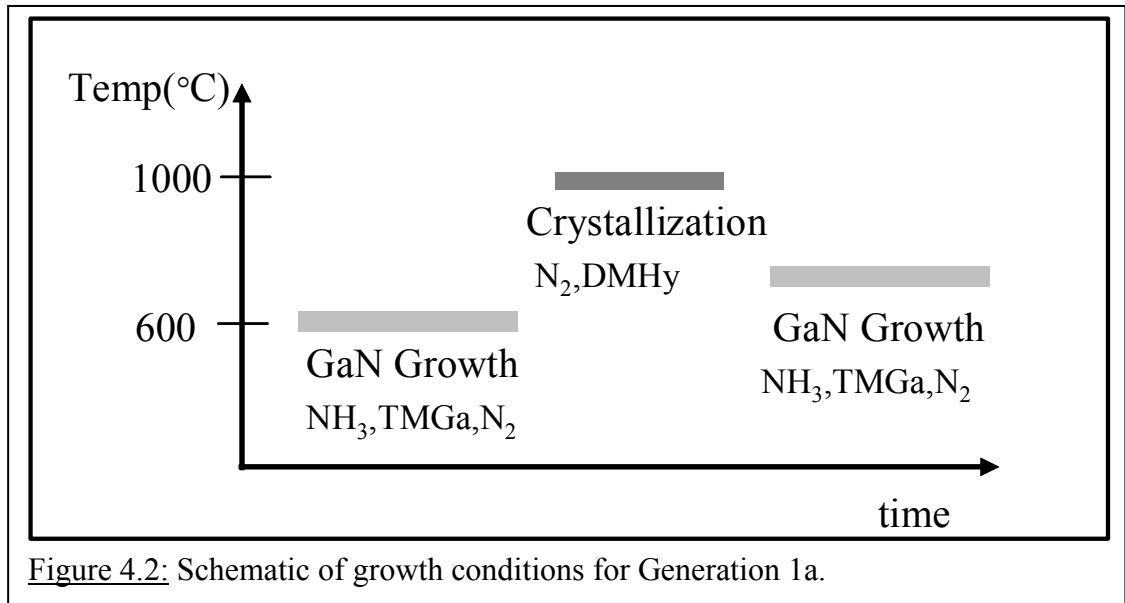 Temp(°C)
1000
Crystallization
N₂,DMHy
600
GaN Growth
NH₃,TMGa,N₂
GaN Growth
NH₃,TMGa,N₂
time
Figure 4.2: Schematic of growth conditions for Generation 1a.